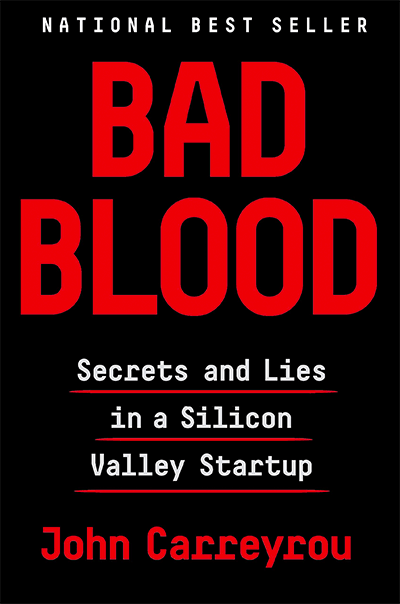 NATIONAL BEST SELLER
BAD
BLOOD
Secrets and Lies
in a Silicon
Valley Startup
John Carreyrou